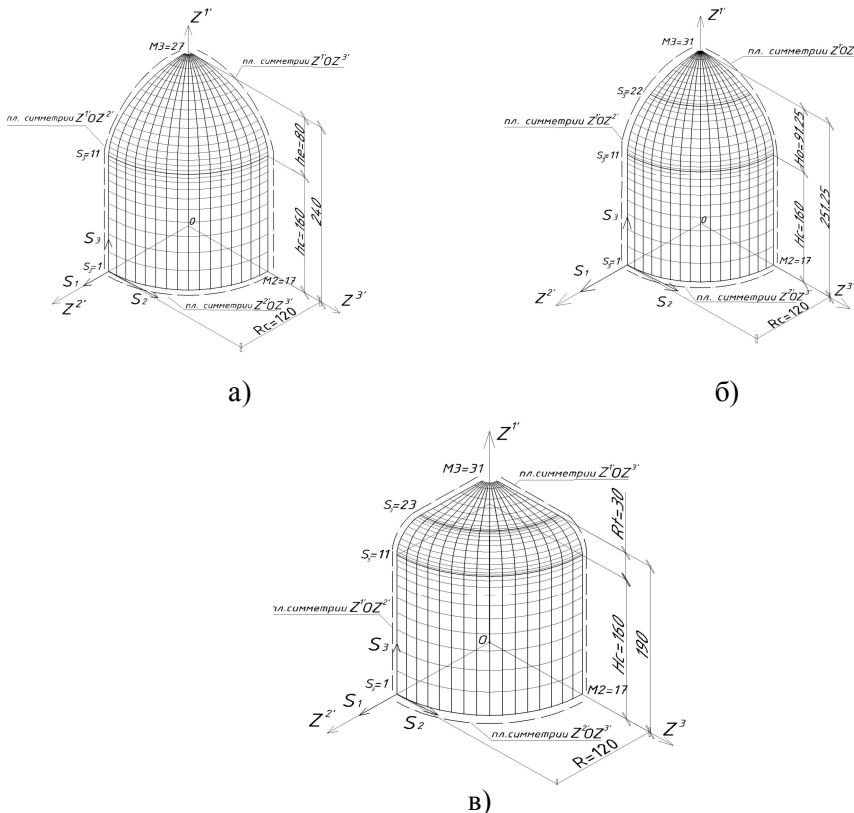 Z¹'
M3=27
пл. симметрии Z¹'OZ³'
пл. симметрии Z¹'OZ²'
S₃=11
he=80
hc=160
240
O
S₃
S₃=1
S₁
Z²'
S₂
M2=17
пл. симметрии Z²'OZ³'
Z³'
Rc=120
а)
Z¹'
M3=31
пл. симметрии Z¹'OZ
S₃=22
пл. симметрии Z¹'OZ²'
S₃=11
Ho=91.25
Hc=160
251.25
O
S₃
S₃=1
S₁
Z²'
S₂
M2=17
пл. симметрии Z²'OZ³'
Z³'
Rc=120
б)
Z¹'
M3=31
пл.симметрии Z¹'OZ³'
S₃=23
S₃=11
Rt=30
Hc=160
190
пл.симметрии Z¹'OZ²'
O
S₃
S₃=1
S₁
Z²'
S₂
M2=17
пл.симметрии Z²'OZ³'
Z³
R=120
в)